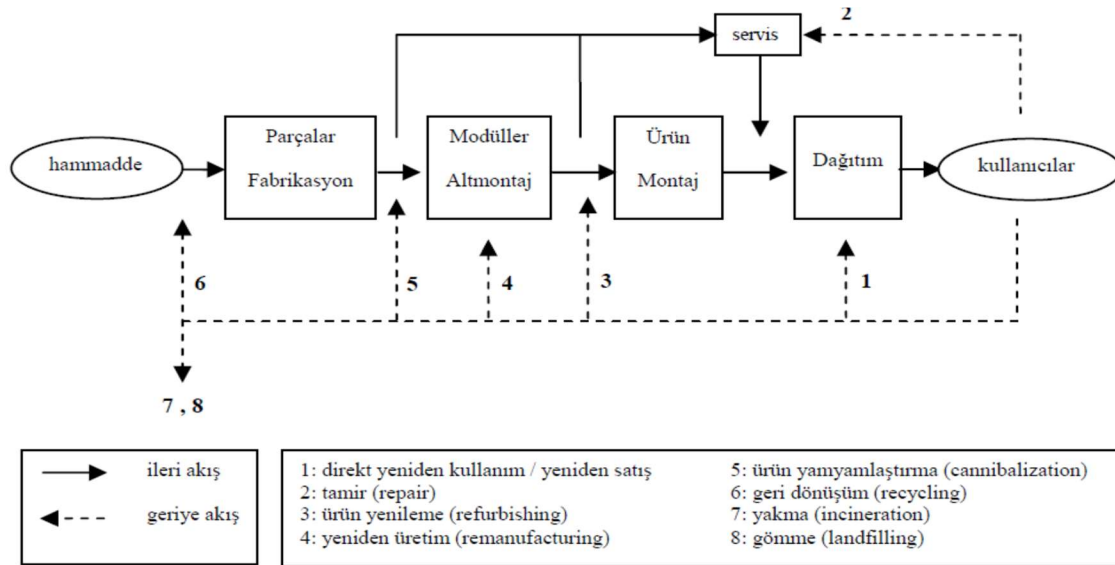 2
servis
hammadde
Parçalar
Fabrikasyon
Modüller
Altmontaj
Ürün
Montaj
Dağıtım
kullanıcılar
6
5
4
3
1
7 , 8
ileri akış
geriye akış
1: direkt yeniden kullanım / yeniden satış
2: tamir (repair)
3: ürün yenileme (refurbishing)
4: yeniden üretim (remanufacturing)
5: ürün yamyamlaştırma (cannibalization)
6: geri dönüşüm (recycling)
7: yakma (incineration)
8: gömme (landfilling)